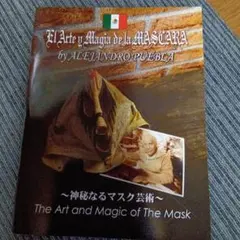 El Arte y Magia de la MÁSCARA
by ALEJANDRO PUEBLA
～神秘なるマスク芸術～
The Art and Magic of The Mask